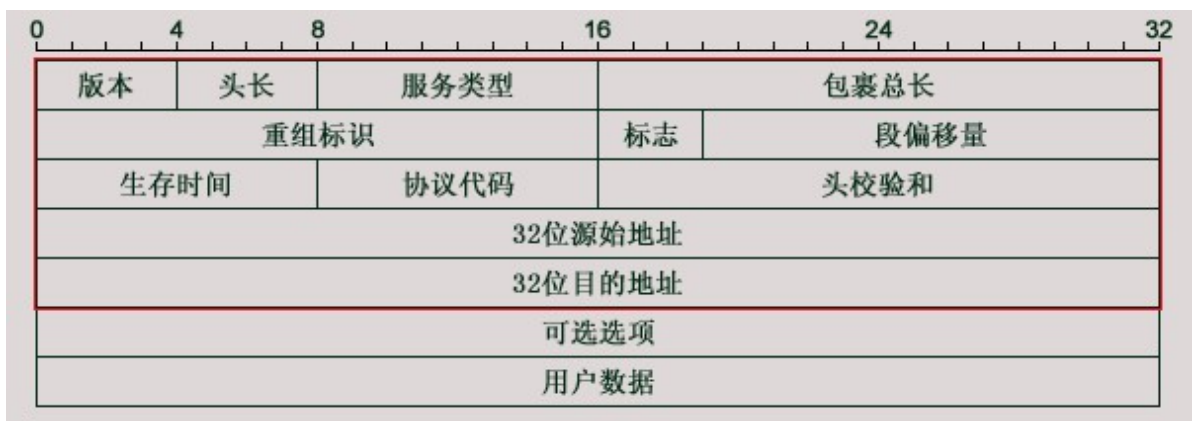 0 4 8 16 24 32
版本 头长 服务类型 包裹总长
重组标识 标志 段偏移量
生存时间 协议代码 头校验和
32位源始地址
32位目的地址
可选选项
用户数据